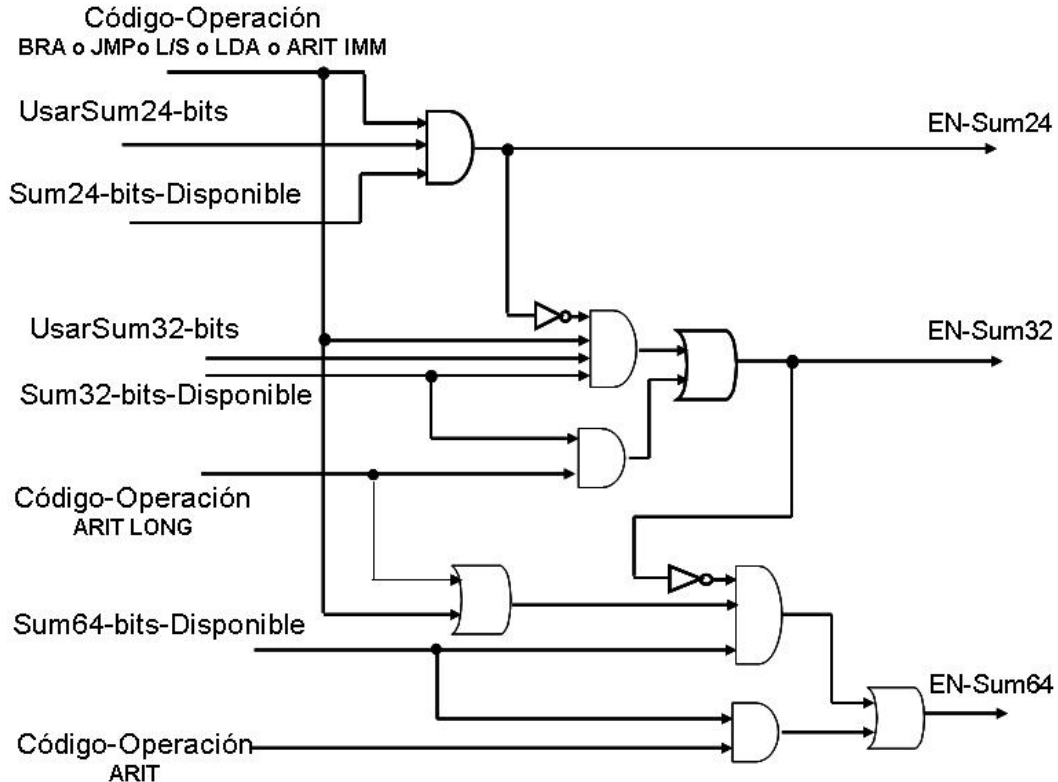 Código-Operación
BRA o JMPo L/S o LDA o ARIT IMM
UsarSum24-bits
EN-Sum24
Sum24-bits-Disponible
UsarSum32-bits
EN-Sum32
Sum32-bits-Disponible
Código-Operación
ARIT LONG
Sum64-bits-Disponible
EN-Sum64
Código-Operación
ARIT